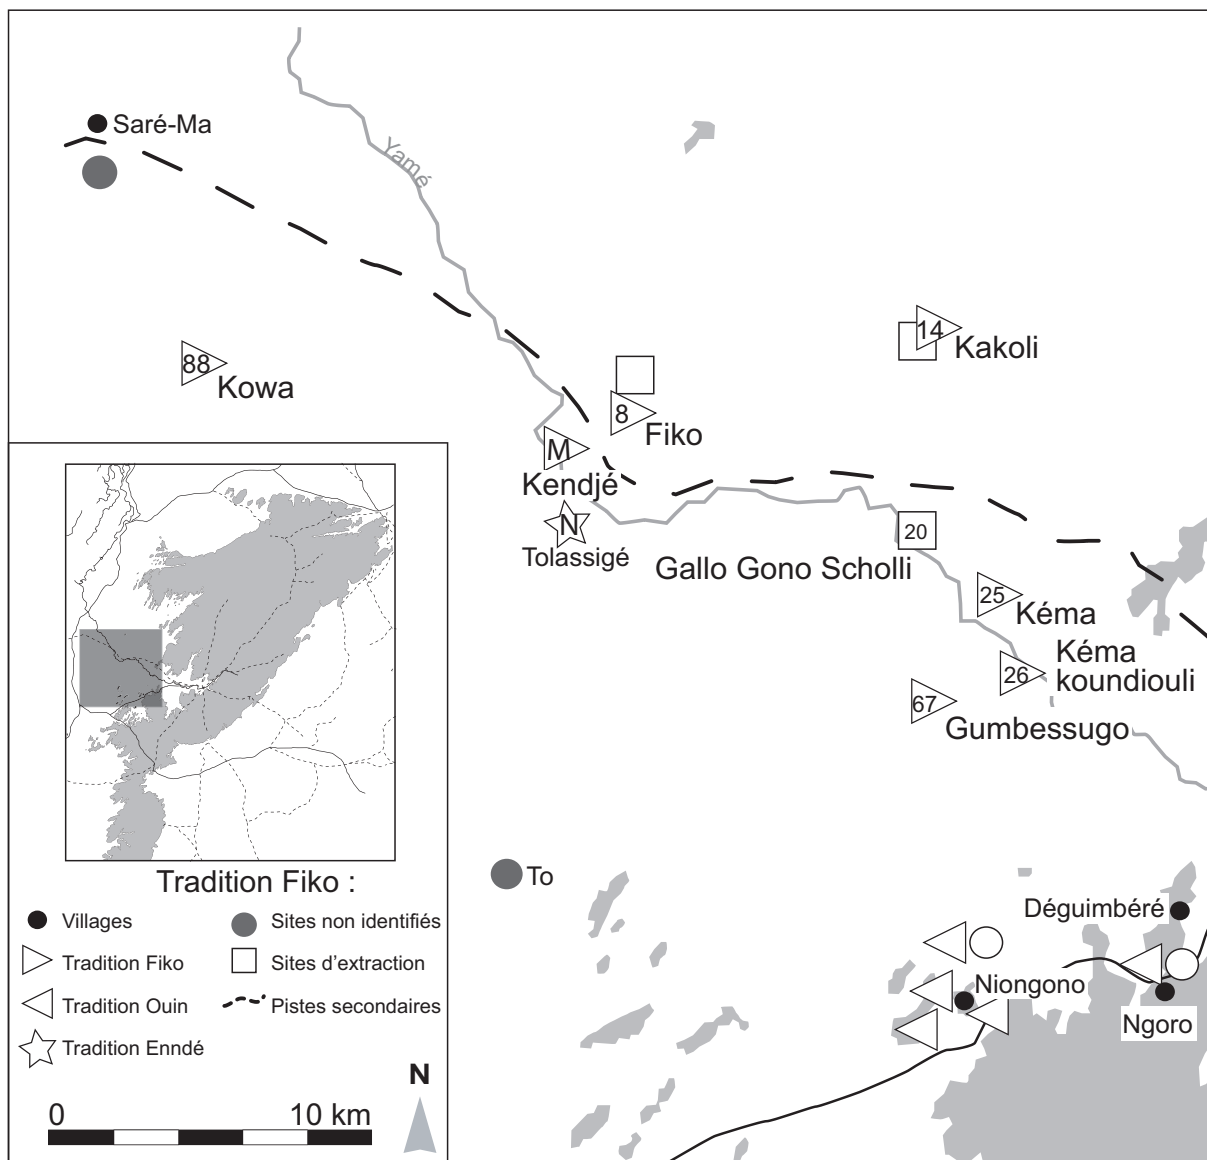 Saré-Ma
Yamé
14
Kakoli
88
Kowa
8
Fiko
M
Kendjé
N
Tolassigé
20
Gallo Gono Scholli
25
Kéma
26
Kéma
koundiouli
67
Gumbessugo
To
Déguimbéré
Niongono
Ngoro
Tradition Fiko :
Villages
Sites non identifiés
Tradition Fiko
Sites d'extraction
Tradition Ouin
Pistes secondaires
Tradition Enndé
N
0 10 km